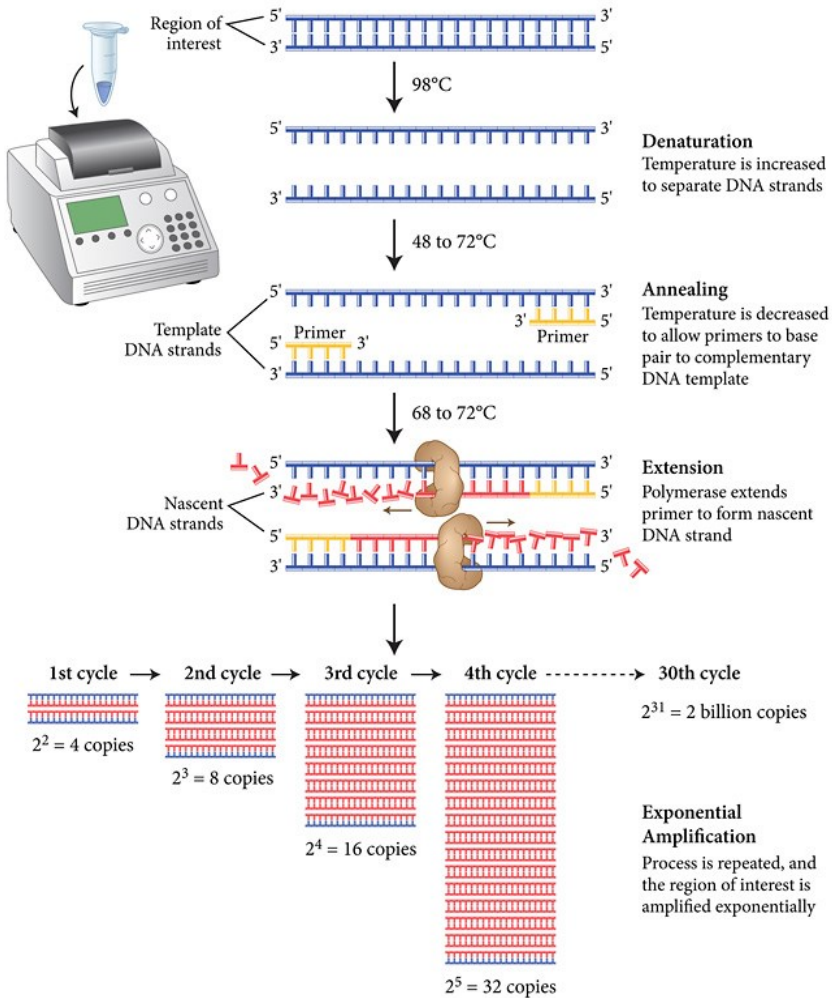 Region of
interest
5' 3'
3' 5'
98°C
5' 3'
3' 5'
Denaturation
Temperature is increased
to separate DNA strands
48 to 72°C
5' 3'
3' 5'
Primer
Template
DNA strands
Primer
5' 3'
3' 5'
Annealing
Temperature is decreased
to allow primers to base
pair to complementary
DNA template
68 to 72°C
5' 3'
3' 5'
Nascent
DNA strands
5' 3'
3' 5'
Extension
Polymerase extends
primer to form nascent
DNA strand
1st cycle 2nd cycle 3rd cycle 4th cycle 30th cycle
2² = 4 copies
2³ = 8 copies
2⁴ = 16 copies
2⁵ = 32 copies
2³¹ = 2 billion copies
Exponential
Amplification
Process is repeated, and
the region of interest is
amplified exponentially